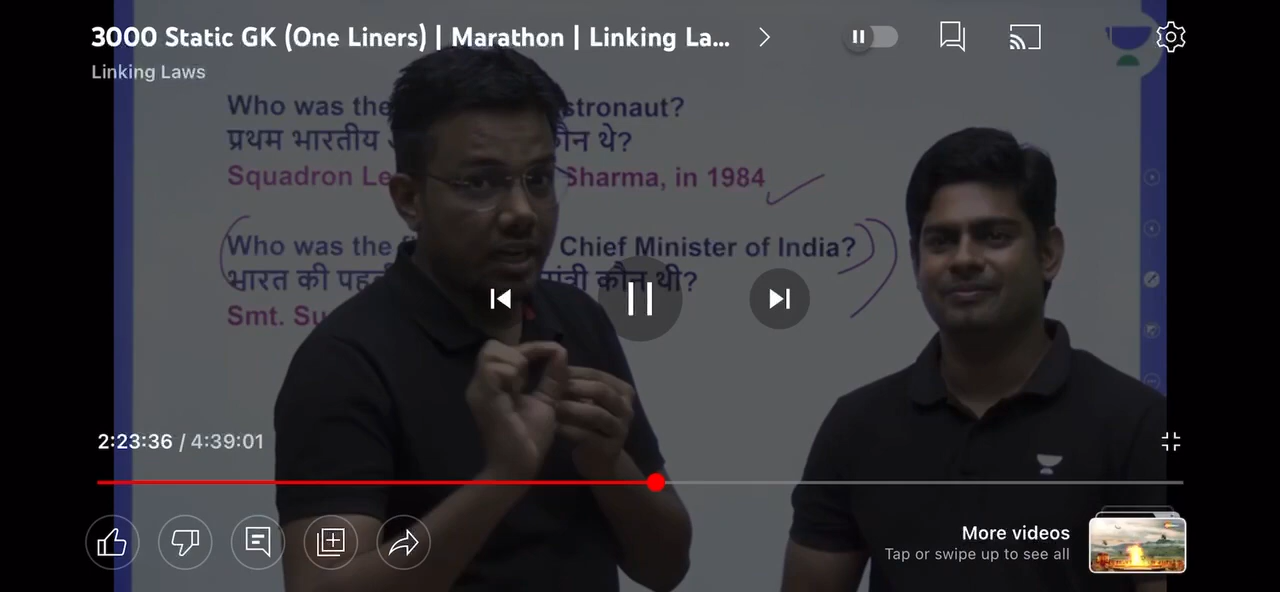 3000 Static GK (One Liners) | Marathon | Linking La...
Linking Laws
Who was the stronaut?
प्रथम भारतीय थे?
Squadron Le Sharma, in 1984
Who was the Chief Minister of India?
भारत की पह कौन थी?
Smt. Su
2:23:36 / 4:39:01
More videos
Tap or swipe up to see all